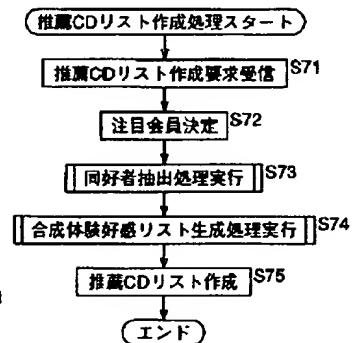 推薦CDリスト作成処理スタート
推薦CDリスト作成要求受信 S71
注目会員決定 S72
同好者抽出処理実行 S73
合成体験好感リスト生成処理実行 S74
推薦CDリスト作成 S75
エンド